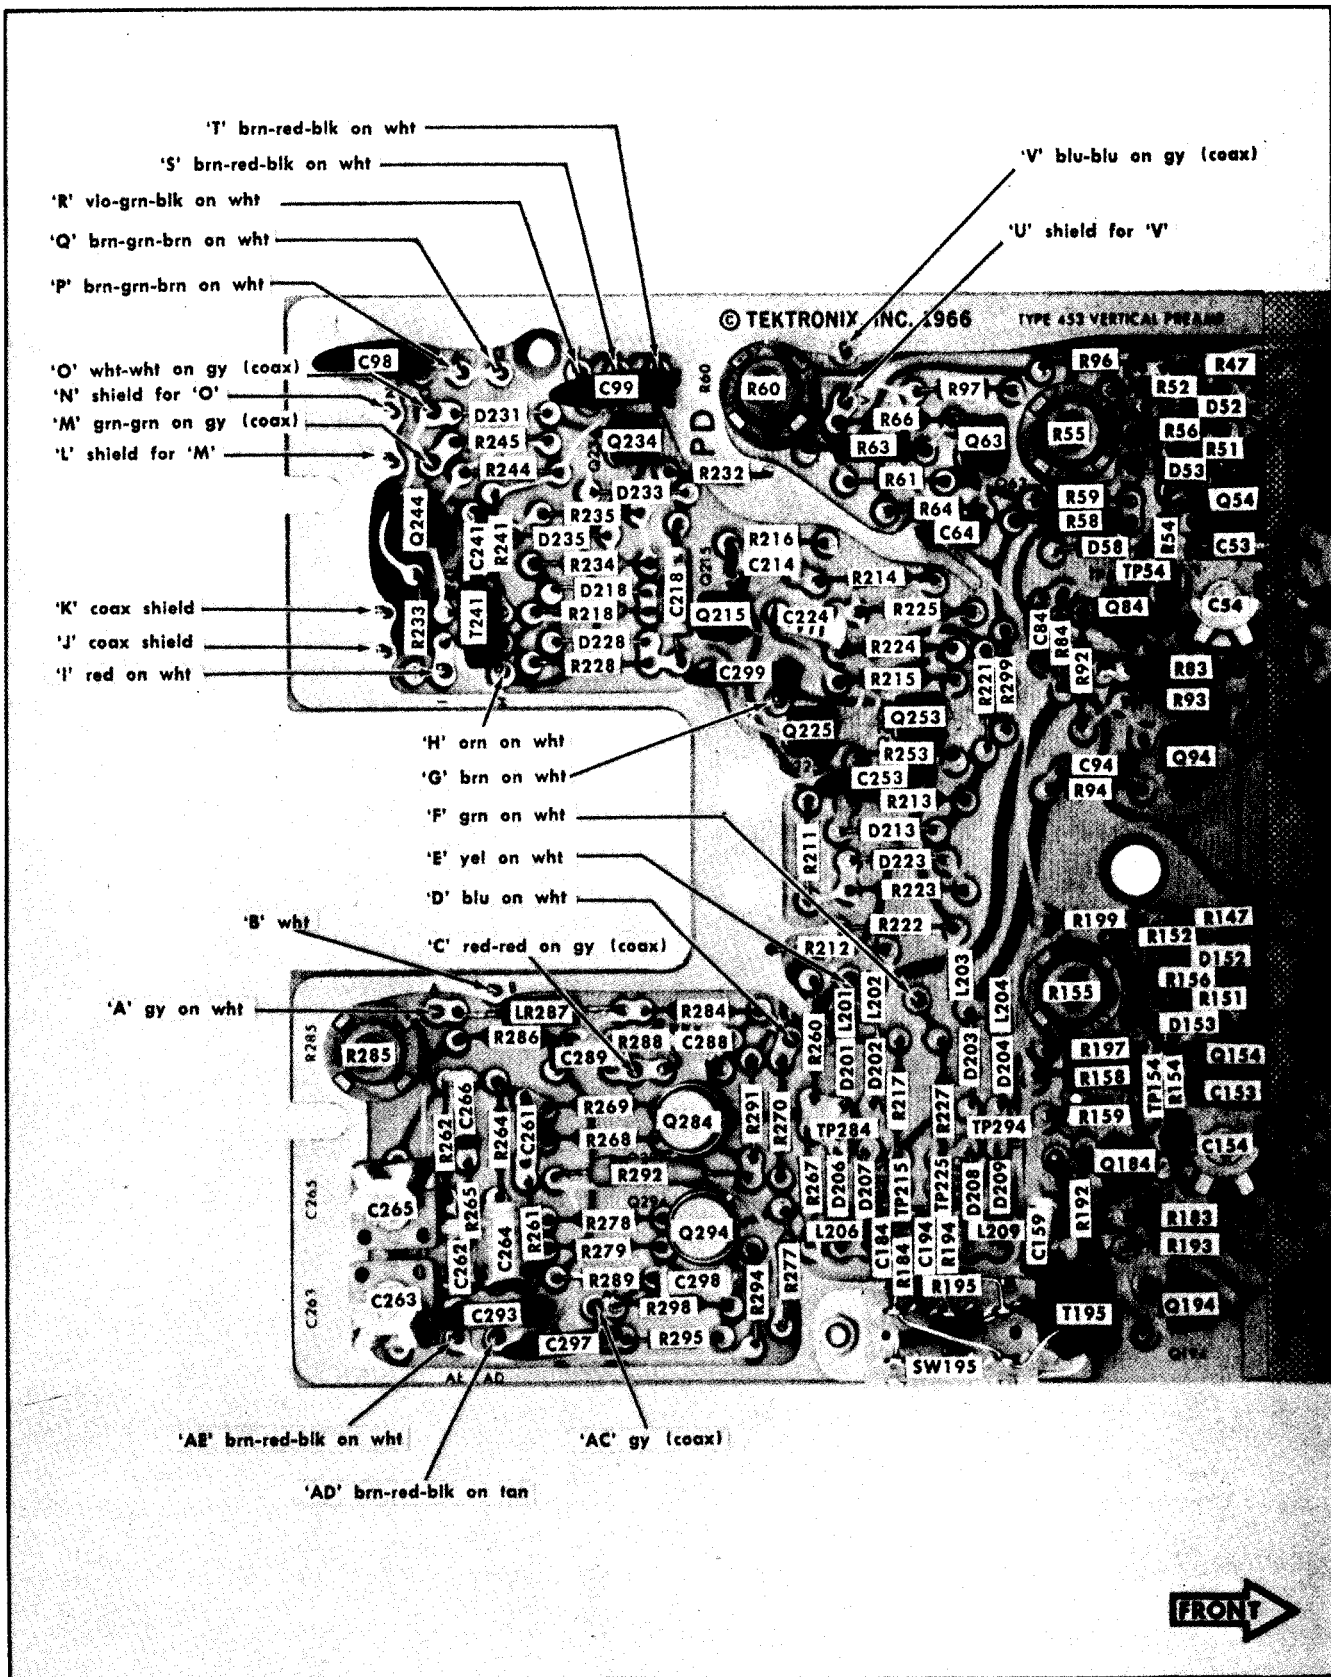 'T' brn-red-blk on wht
'S' brn-red-blk on wht
'R' vio-grn-blk on wht
'Q' brn-grn-brn on wht
'P' brn-grn-brn on wht
'V' blu-blu on gy (coax)
'U' shield for 'V'
© TEKTRONIX, INC. 1966
TYPE 453 VERTICAL PREAMP
'O' wht-wht on gy (coax)
'N' shield for 'O'
'M' grn-grn on gy (coax)
'L' shield for 'M'
C98
C99
R60
R60
PD
R97
R96
R47
R52
D52
D231
R66
R56
Q234
R63
Q63
R55
R51
R245
D53
R244
R232
R61
Q244
D233
R59
Q54
R235
R64
R58
R54
C241
R241
D235
R216
C64
D58
C53
R234
C214
Q215
R214
TP54
D218
C218
R218
Q215
C224
R225
C84
R84
Q84
C54
'K' coax shield
'J' coax shield
'I' red on wht
R233
T241
D228
R228
R224
C299
R215
R221
R299
R92
R83
R93
'H' orn on wht
'G' brn on wht
Q225
Q253
R253
C253
R213
C94
R94
Q94
'F' grn on wht
'E' yel on wht
'D' blu on wht
'C' red-red on gy (coax)
'B' wht
'A' gy on wht
R211
D213
D223
R223
R222
R212
R199
R147
R152
D152
R156
R151
R155
D153
L201
L202
L203
L204
LR287
R284
R285
R285
R286
R288
C288
C289
R260
D201
D202
R217
R227
D203
D204
R197
Q154
R158
TP154
R154
C153
R159
C266
R262
R264
C261
R269
Q284
R291
R270
R268
TP284
TP294
C154
Q184
R292
C265
C265
R265
R261
R267
D206
D207
TP215
TP225
D208
D209
R192
R278
Q294
Q294
L206
L209
C159
R183
R279
R193
C262
C264
C184
R184
C194
R194
R289
C298
R294
R277
R195
C263
C263
C293
R298
T195
Q194
C297
R295
SW195
Q194
AE AD
'AE' brn-red-blk on wht
'AC' gy (coax)
'AD' brn-red-blk on tan
FRONT